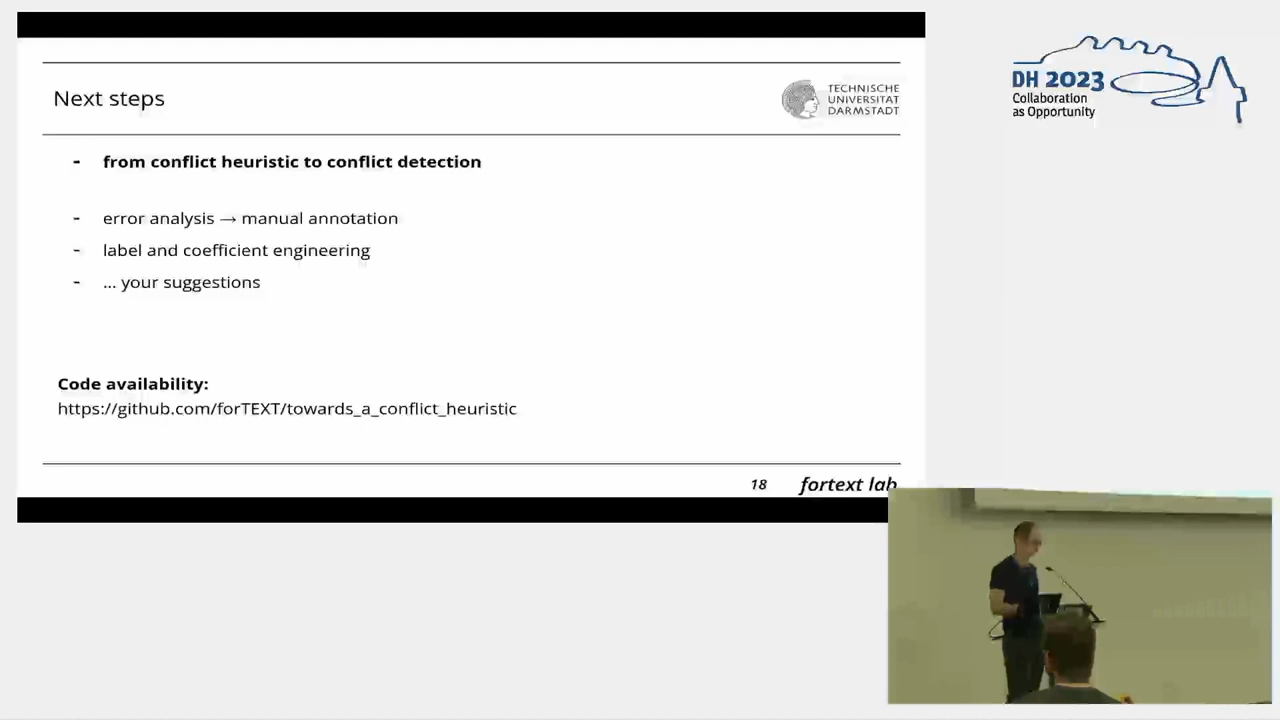 Next steps
TECHNISCHE
UNIVERSITÄT
DARMSTADT
- from conflict heuristic to conflict detection
- error analysis → manual annotation
- label and coefficient engineering
- ... your suggestions
Code availability:
https://github.com/forTEXT/towards_a_conflict_heuristic
18 fortext lab
DH 2023
Collaboration
as Opportunity